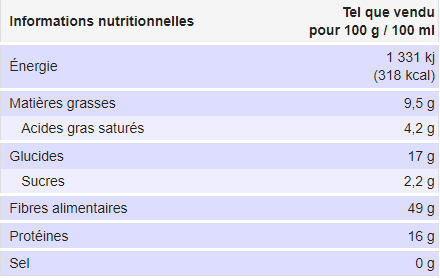 Informations nutritionnelles
Tel que vendu
pour 100 g / 100 ml
Énergie
1 331 kj
(318 kcal)
Matières grasses 9,5 g
Acides gras saturés 4,2 g
Glucides 17 g
Sucres 2,2 g
Fibres alimentaires 49 g
Protéines 16 g
Sel 0 g